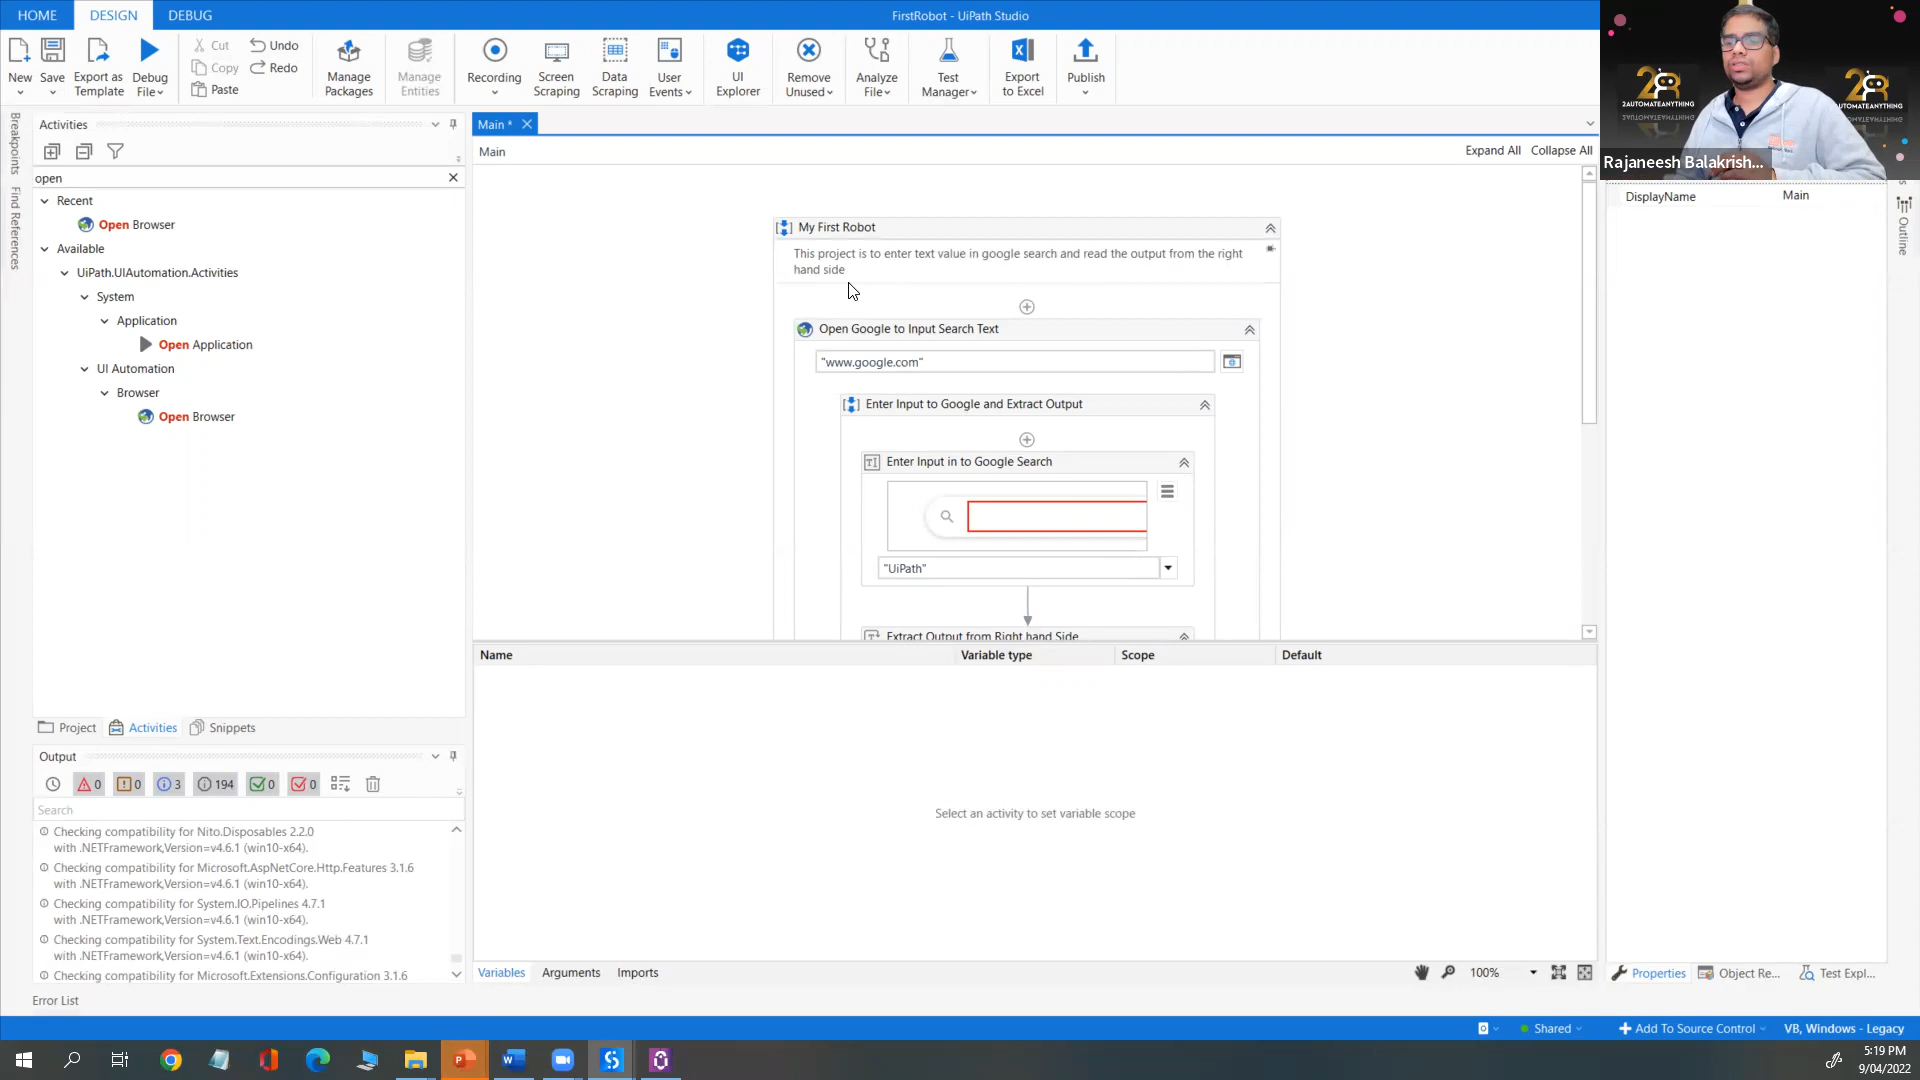 HOME DESIGN DEBUG
FirstRobot - UiPath Studio
New Save Export as Template Debug File
Cut Undo
Copy Redo
Paste
Manage Packages
Manage Entities
Recording
Screen Scraping
Data Scraping
User Events
UI Explorer
Remove Unused
Analyze File
Test Manager
Export to Excel
Publish
2AUTOMATEANYTHING
2AUTOMATEANYTHING
Rajaneesh Balakrish...
Breakpoints
Find References
Activities
open
Recent
Open Browser
Available
UiPath.UIAutomation.Activities
System
Application
Open Application
UI Automation
Browser
Open Browser
Project Activities Snippets
Main *
Main
Expand All Collapse All
My First Robot
This project is to enter text value in google search and read the output from the right
hand side
Open Google to Input Search Text
"www.google.com"
Enter Input to Google and Extract Output
Enter Input in to Google Search
"UiPath"
Extract Output from Right hand Side
DisplayName Main
Outline
Name Variable type Scope Default
Select an activity to set variable scope
Variables Arguments Imports
100%
Properties Object Re... Test Expl...
Output
0 0 3 194 0 0
Search
Checking compatibility for Nito.Disposables 2.2.0
with .NETFramework,Version=v4.6.1 (win10-x64).
Checking compatibility for Microsoft.AspNetCore.Http.Features 3.1.6
with .NETFramework,Version=v4.6.1 (win10-x64).
Checking compatibility for System.IO.Pipelines 4.7.1
with .NETFramework,Version=v4.6.1 (win10-x64).
Checking compatibility for System.Text.Encodings.Web 4.7.1
with .NETFramework,Version=v4.6.1 (win10-x64).
Checking compatibility for Microsoft.Extensions.Configuration 3.1.6
Error List
Shared Add To Source Control VB, Windows - Legacy
5:19 PM
9/04/2022